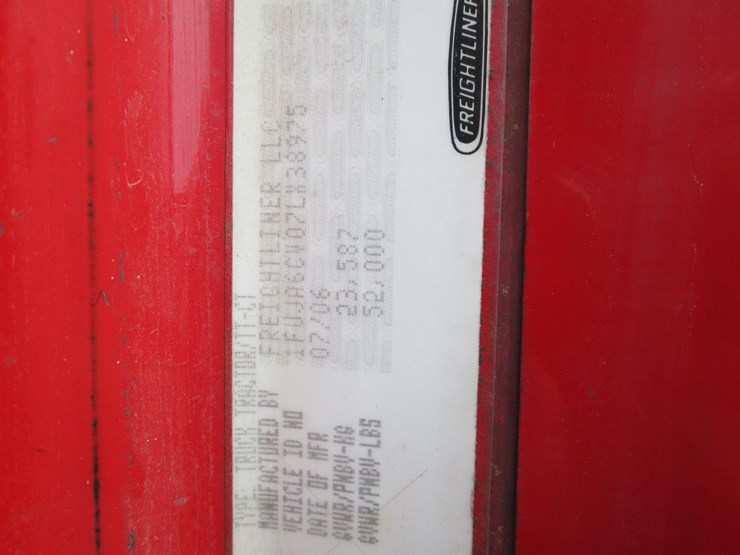 FREIGHTLINER
TYPE: TRUCK TRACTOR/TT-CT
MANUFACTURED BY FREIGHTLINER LLC
VEHICLE ID NO 1FUJA6CV07LX38975
DATE OF MFR 07/06
GVWR/PNBV-KG 23,587
GVWR/PNBV-LBS 52,000